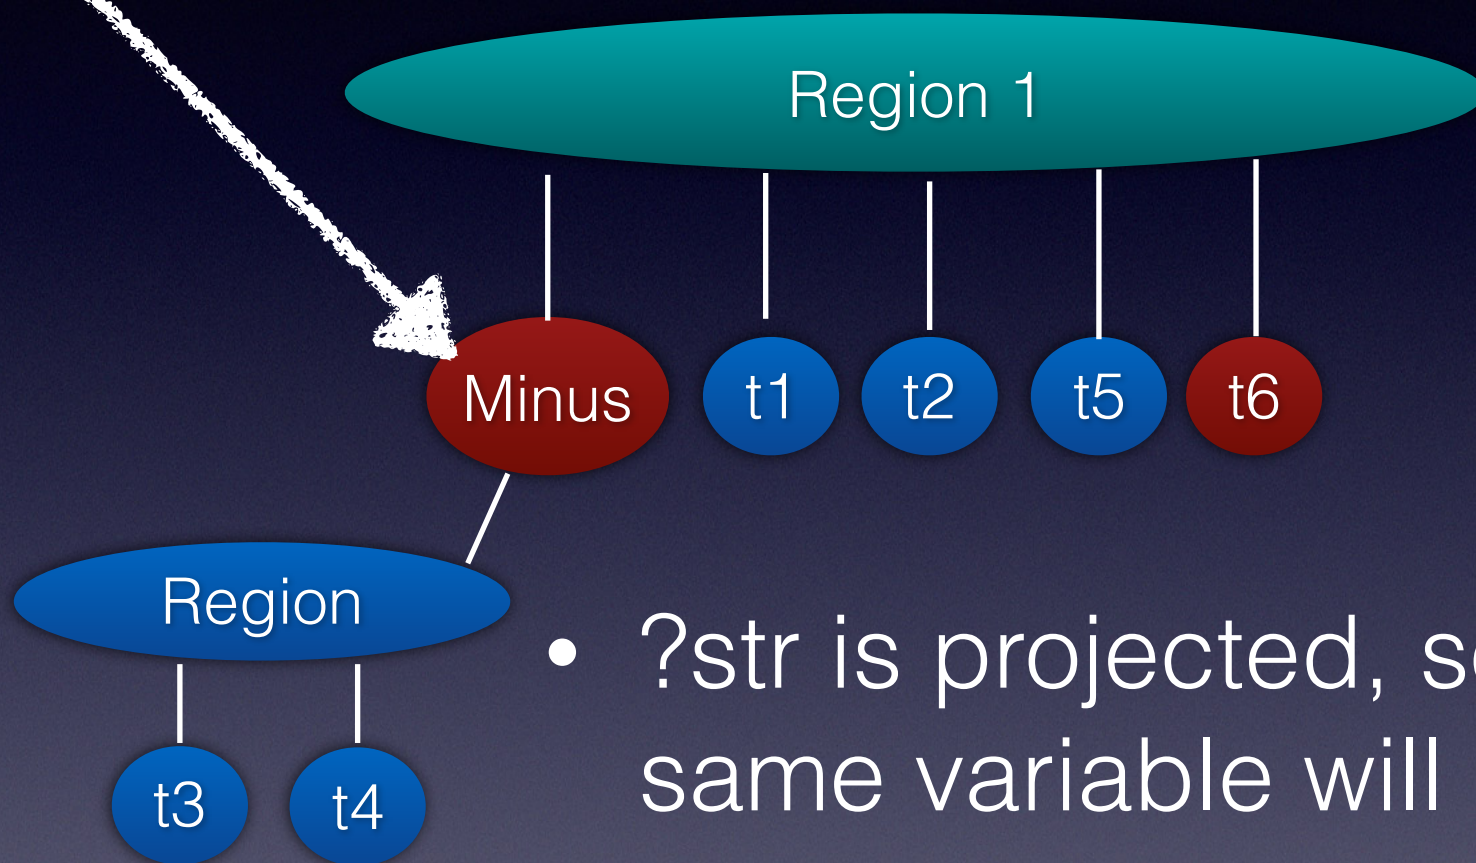 Region 1
Minus
t1
t2
t5
t6
Region
• ?str is projected,
same variable will
t3
t4